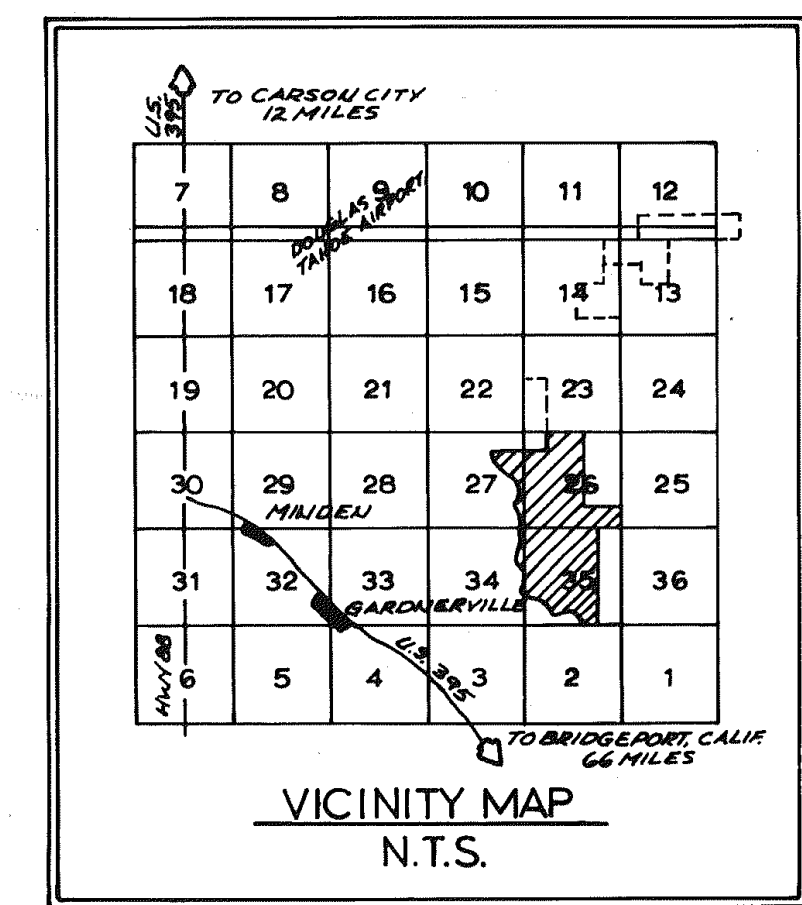 U.S.
395
TO CARSON CITY
12 MILES
7 8 9 10 11 12
DOUGLAS
TAHOE AIRPORT
18 17 16 15 14 13
19 20 21 22 23 24
30 29 28 27 26 25
MINDEN
31 32 33 34 35 36
GARDNERVILLE
HWY 88
U.S. 395
6 5 4 3 2 1
TO BRIDGEPORT, CALIF.
66 MILES
VICINITY MAP
N.T.S.